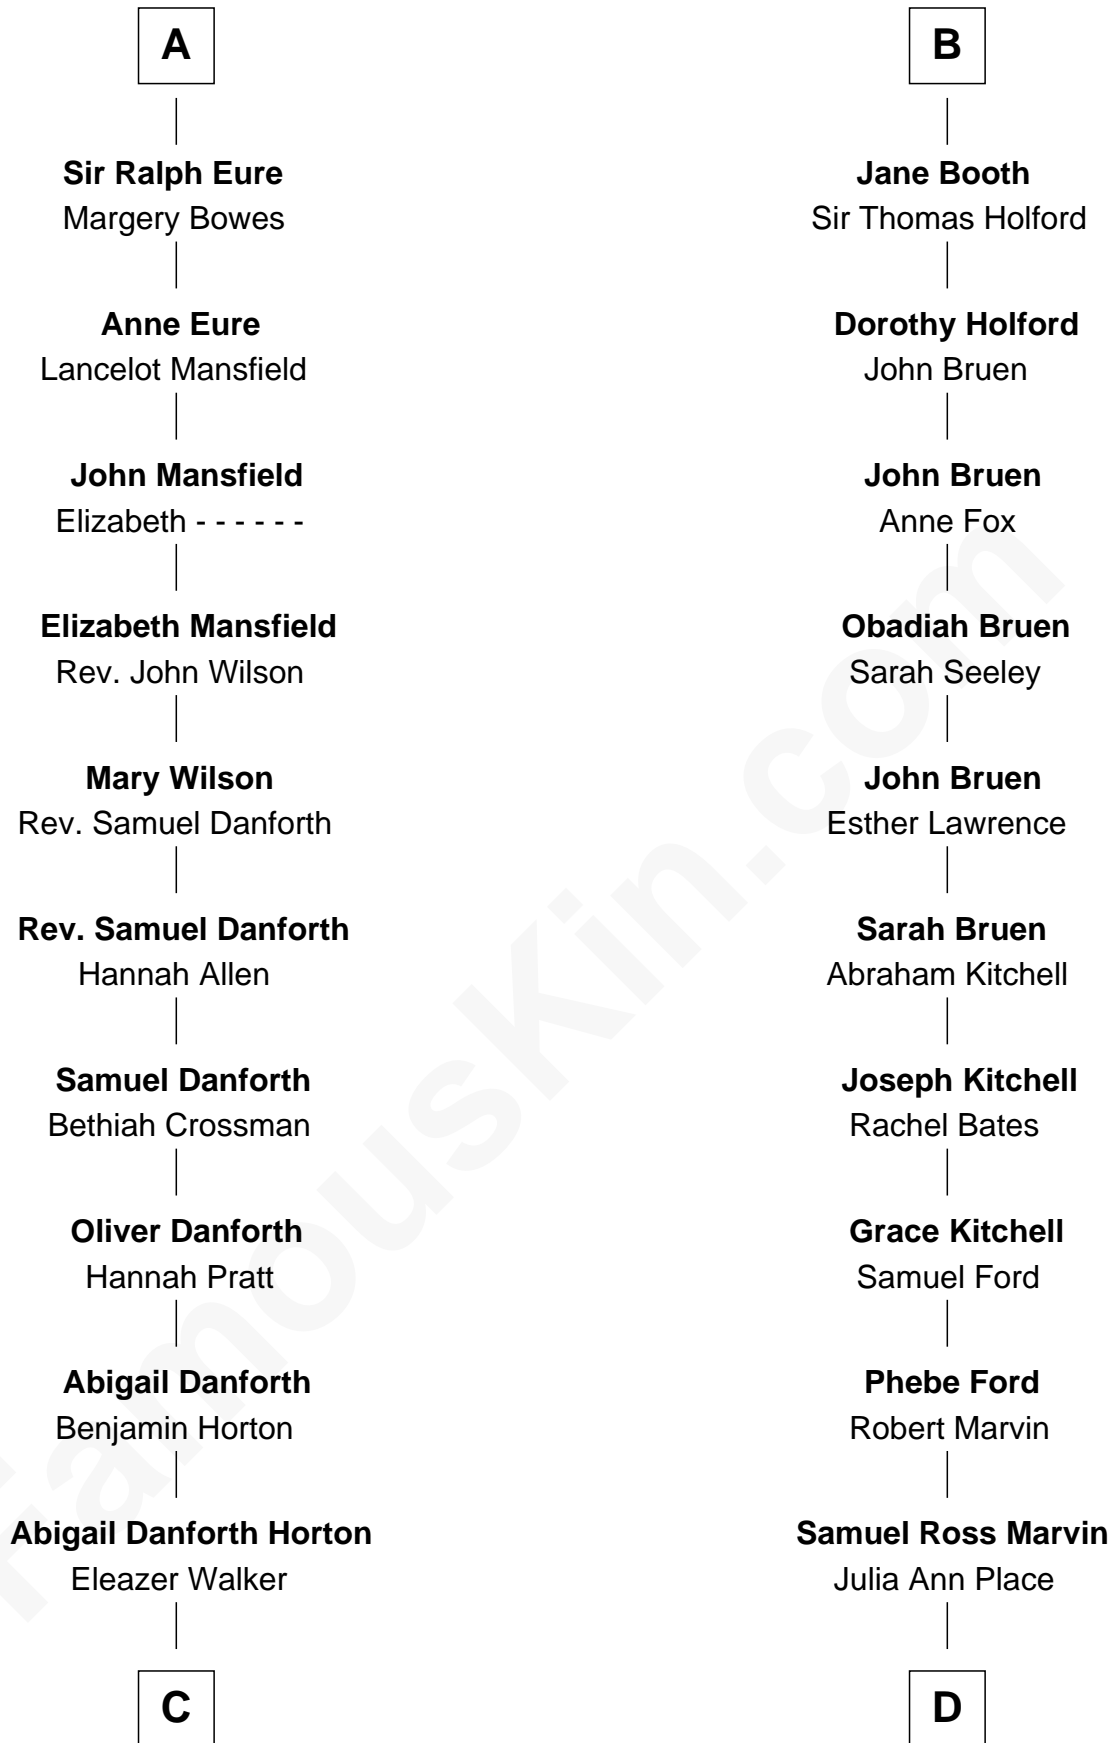 A
Sir Ralph Eure
Margery Bowes
Anne Eure
Lancelot Mansfield
John Mansfield
Elizabeth - - - - - -
Elizabeth Mansfield
Rev. John Wilson
Mary Wilson
Rev. Samuel Danforth
Rev. Samuel Danforth
Hannah Allen
Samuel Danforth
Bethiah Crossman
Oliver Danforth
Hannah Pratt
Abigail Danforth
Benjamin Horton
Abigail Danforth Horton
Eleazer Walker
C
B
Jane Booth
Sir Thomas Holford
Dorothy Holford
John Bruen
John Bruen
Anne Fox
Obadiah Bruen
Sarah Seeley
John Bruen
Esther Lawrence
Sarah Bruen
Abraham Kitchell
Joseph Kitchell
Rachel Bates
Grace Kitchell
Samuel Ford
Phebe Ford
Robert Marvin
Samuel Ross Marvin
Julia Ann Place
D
FamousKin.com